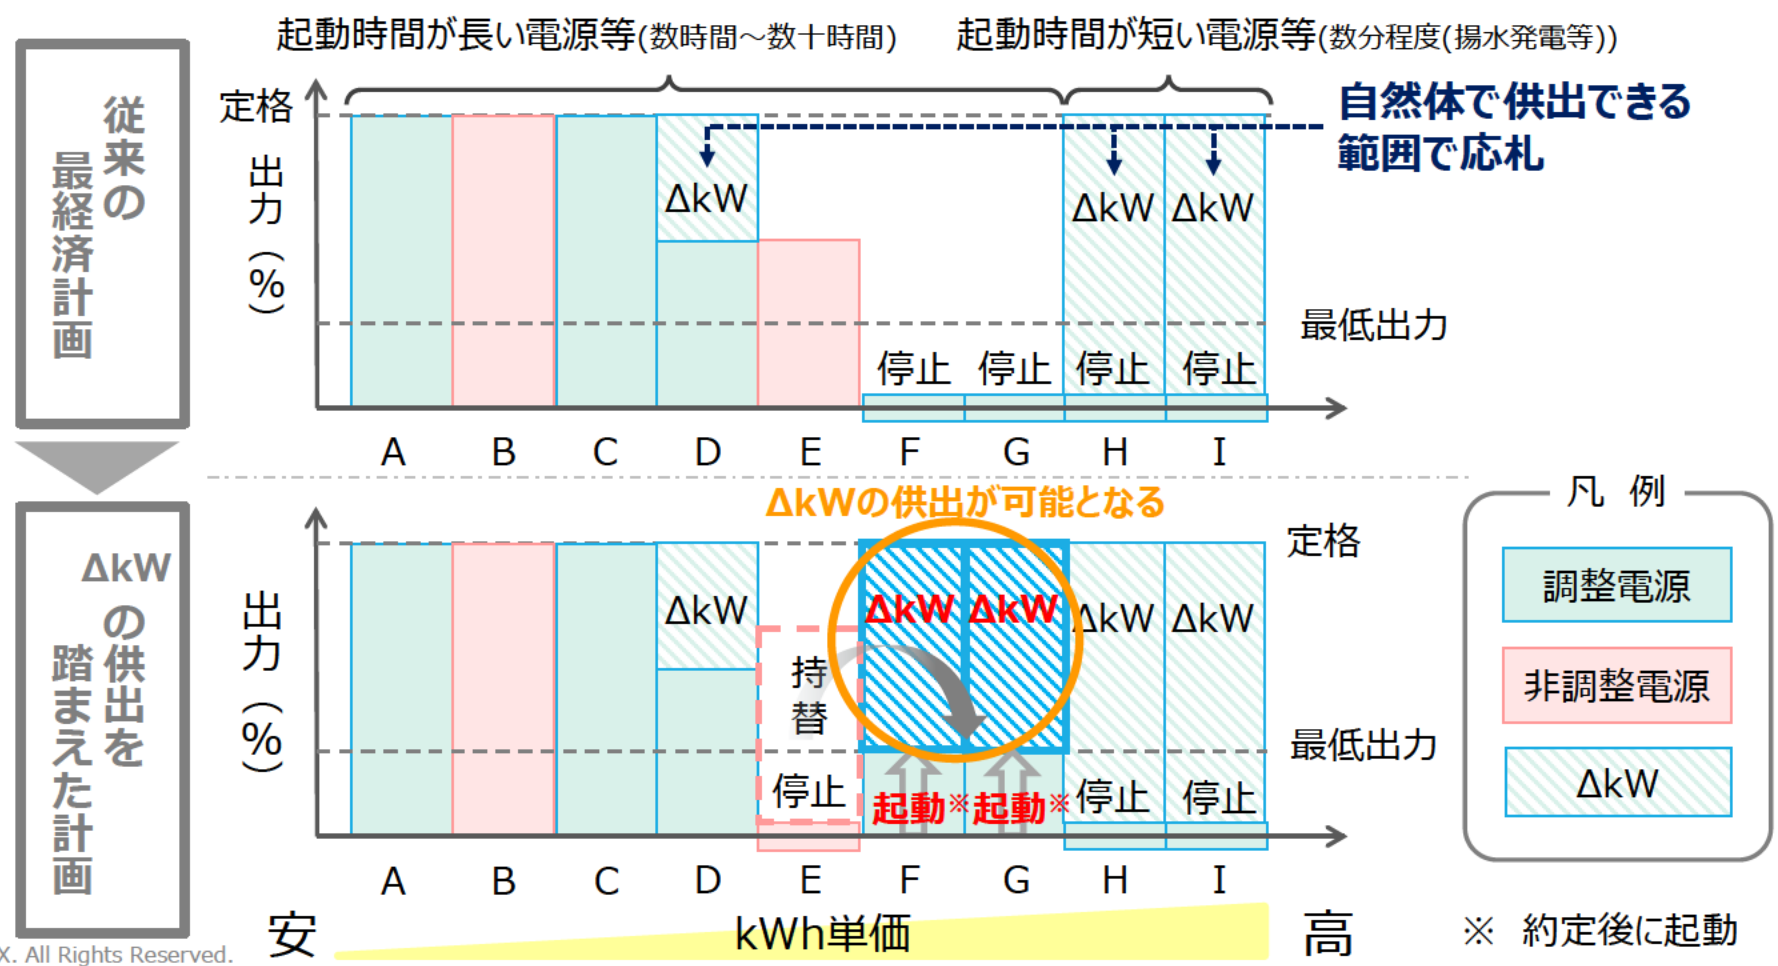 起動時間が長い電源等(数時間～数十時間)
起動時間が短い電源等(数分程度(揚水発電等))
従来の
最経済計画
定格
出力(%)
自然体で供出できる
範囲で応札
ΔkW
ΔkW
ΔkW
最低出力
停止
停止
停止
停止
A
B
C
D
E
F
G
H
I
ΔkWの供出が可能となる
ΔkW
の供出を
踏まえた計画
定格
出力(%)
ΔkW
ΔkW
ΔkW
ΔkW
ΔkW
持替
最低出力
停止
起動※
起動※
停止
停止
A
B
C
D
E
F
G
H
I
安
kWh単価
高
凡 例
調整電源
非調整電源
ΔkW
※ 約定後に起動
X. All Rights Reserved.